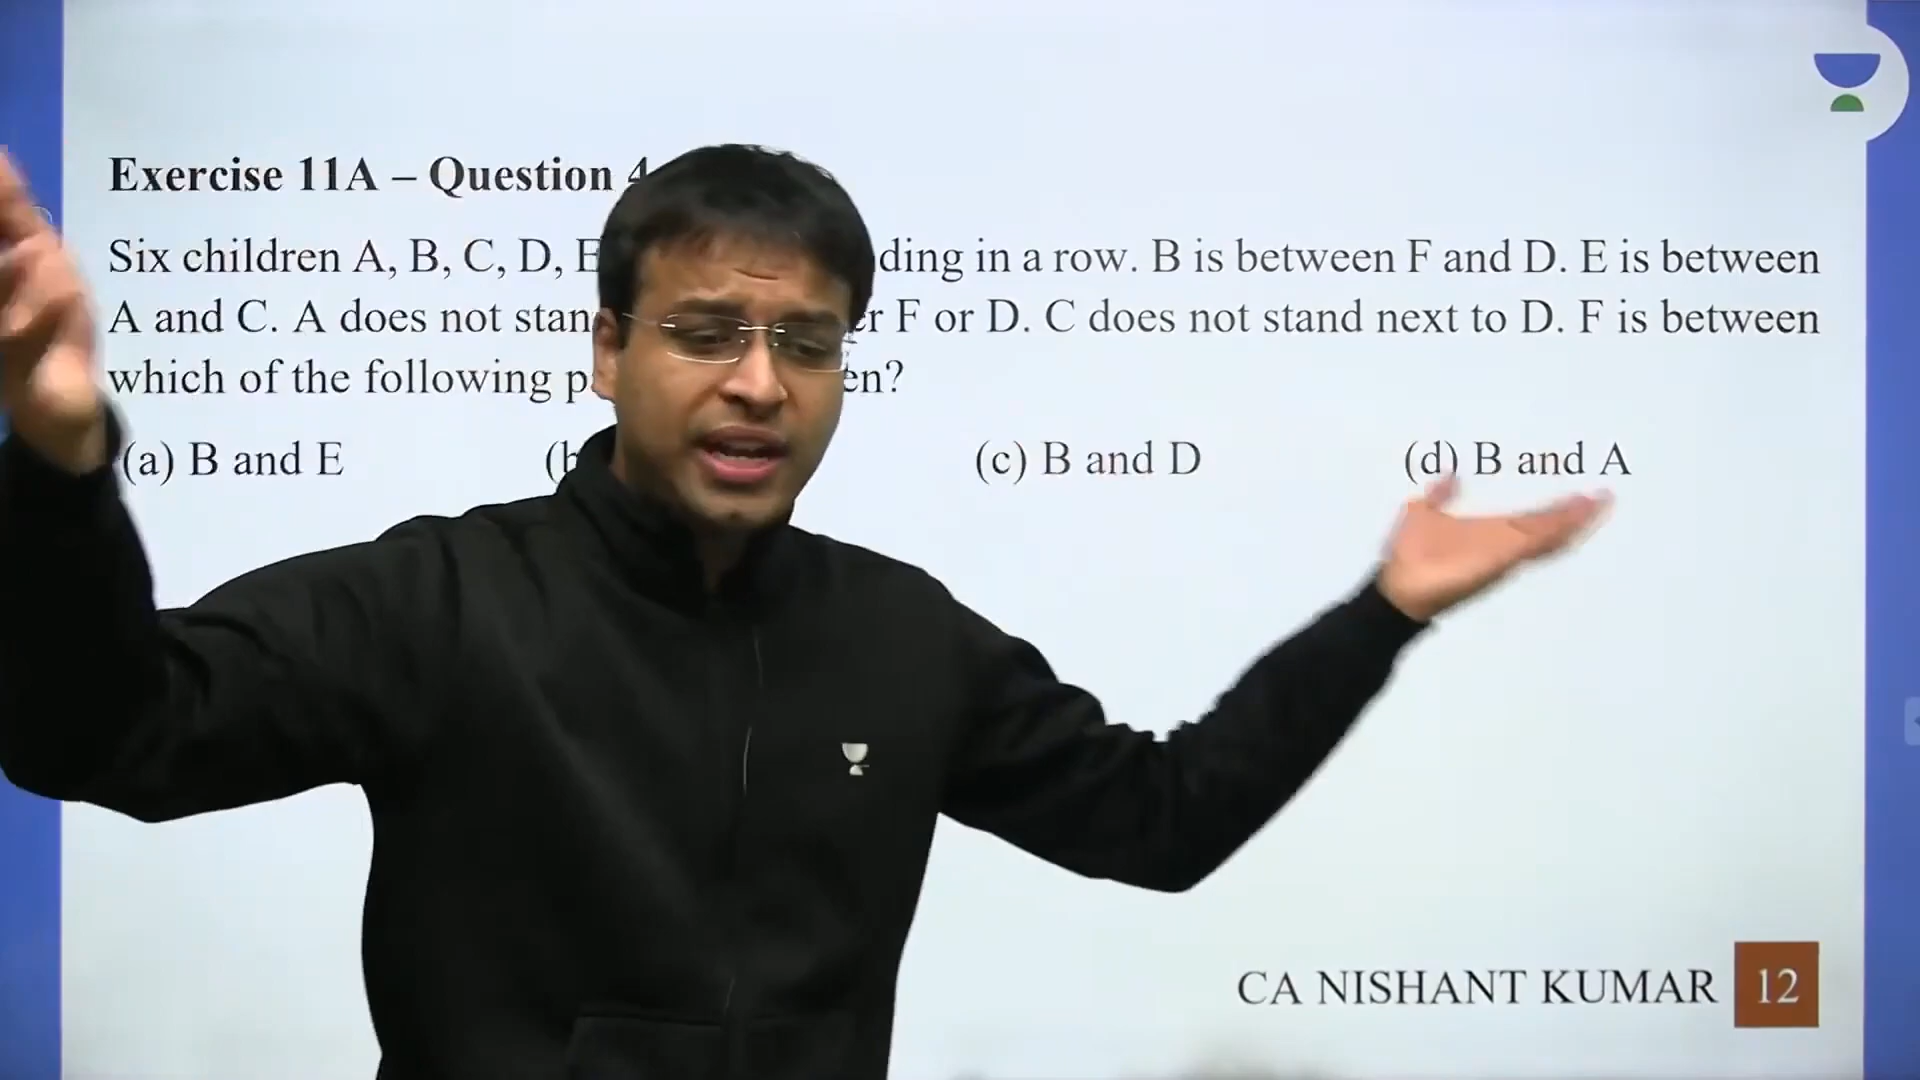 Exercise 11A – Question 4
Six children A, B, C, D, E ding in a row. B is between F and D. E is between
A and C. A does not stan er F or D. C does not stand next to D. F is between
which of the following p en?
(a) B and E (b (c) B and D (d) B and A
CA NISHANT KUMAR 12